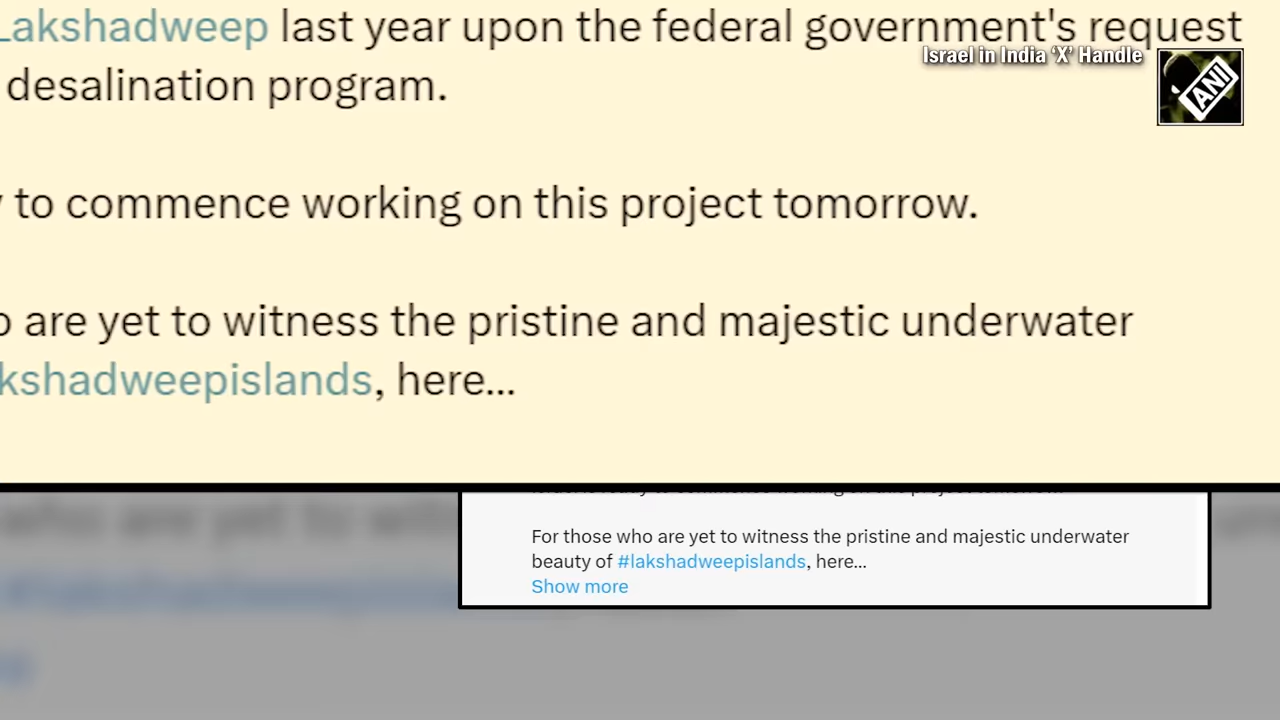 Lakshadweep last year upon the federal government's request
Israel in India ‘X’ Handle
ANI
desalination program.
to commence working on this project tomorrow.
o are yet to witness the pristine and majestic underwater
kshadweepislands, here...
For those who are yet to witness the pristine and majestic underwater
beauty of #lakshadweepislands, here...
Show more